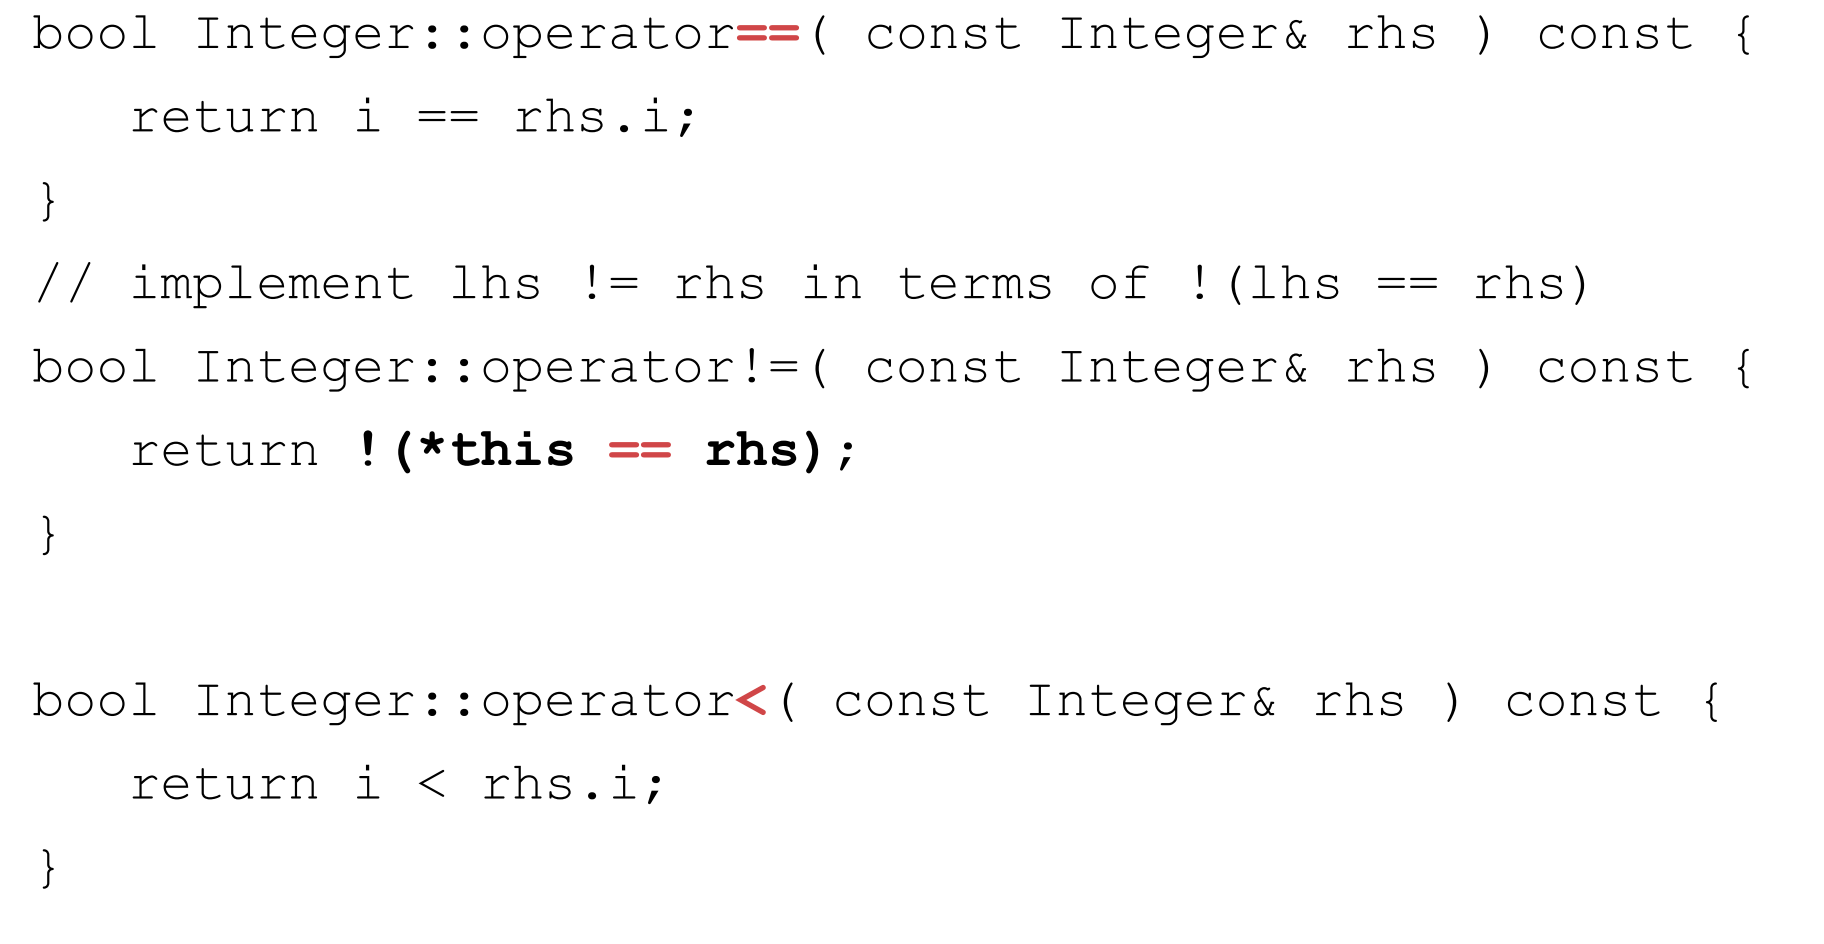 bool Integer::operator==( const Integer& rhs ) const {
   return i == rhs.i;
}
// implement lhs != rhs in terms of !(lhs == rhs)
bool Integer::operator!=( const Integer& rhs ) const {
   return !(*this == rhs);
}

bool Integer::operator<( const Integer& rhs ) const {
   return i < rhs.i;
}